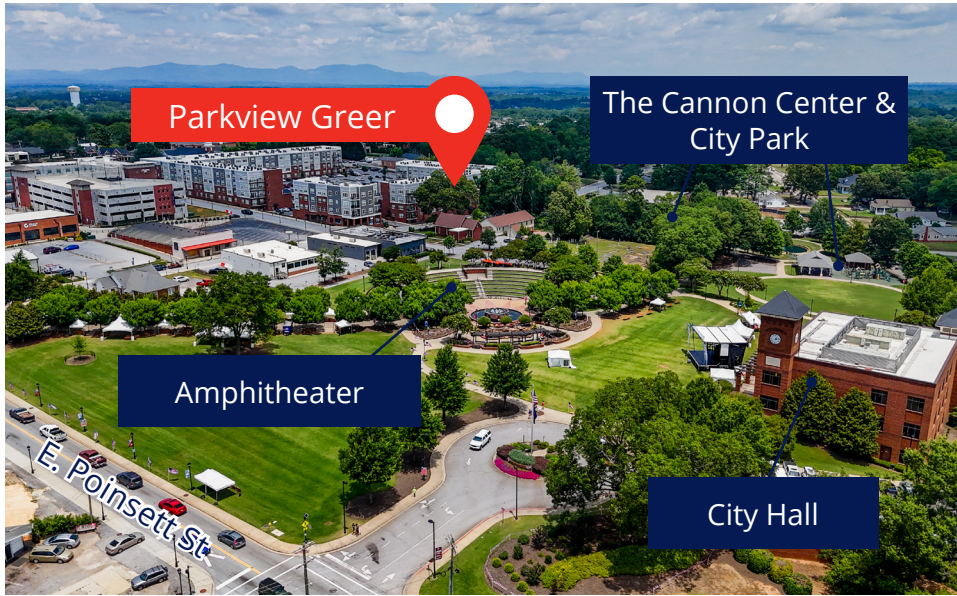 Parkview Greer
The Cannon Center &
City Park
Amphitheater
E. Poinsett St.
City Hall